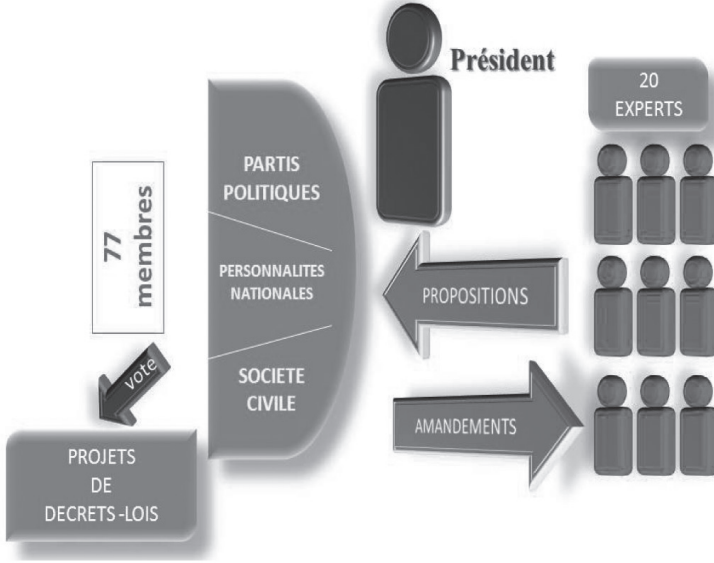 Président
20
EXPERTS
PARTIS
POLITIQUES
77
membres
PERSONNALITES
NATIONALES
PROPOSITIONS
vote
SOCIETE
CIVILE
AMANDEMENTS
PROJETS
DE
DECRETS-LOIS